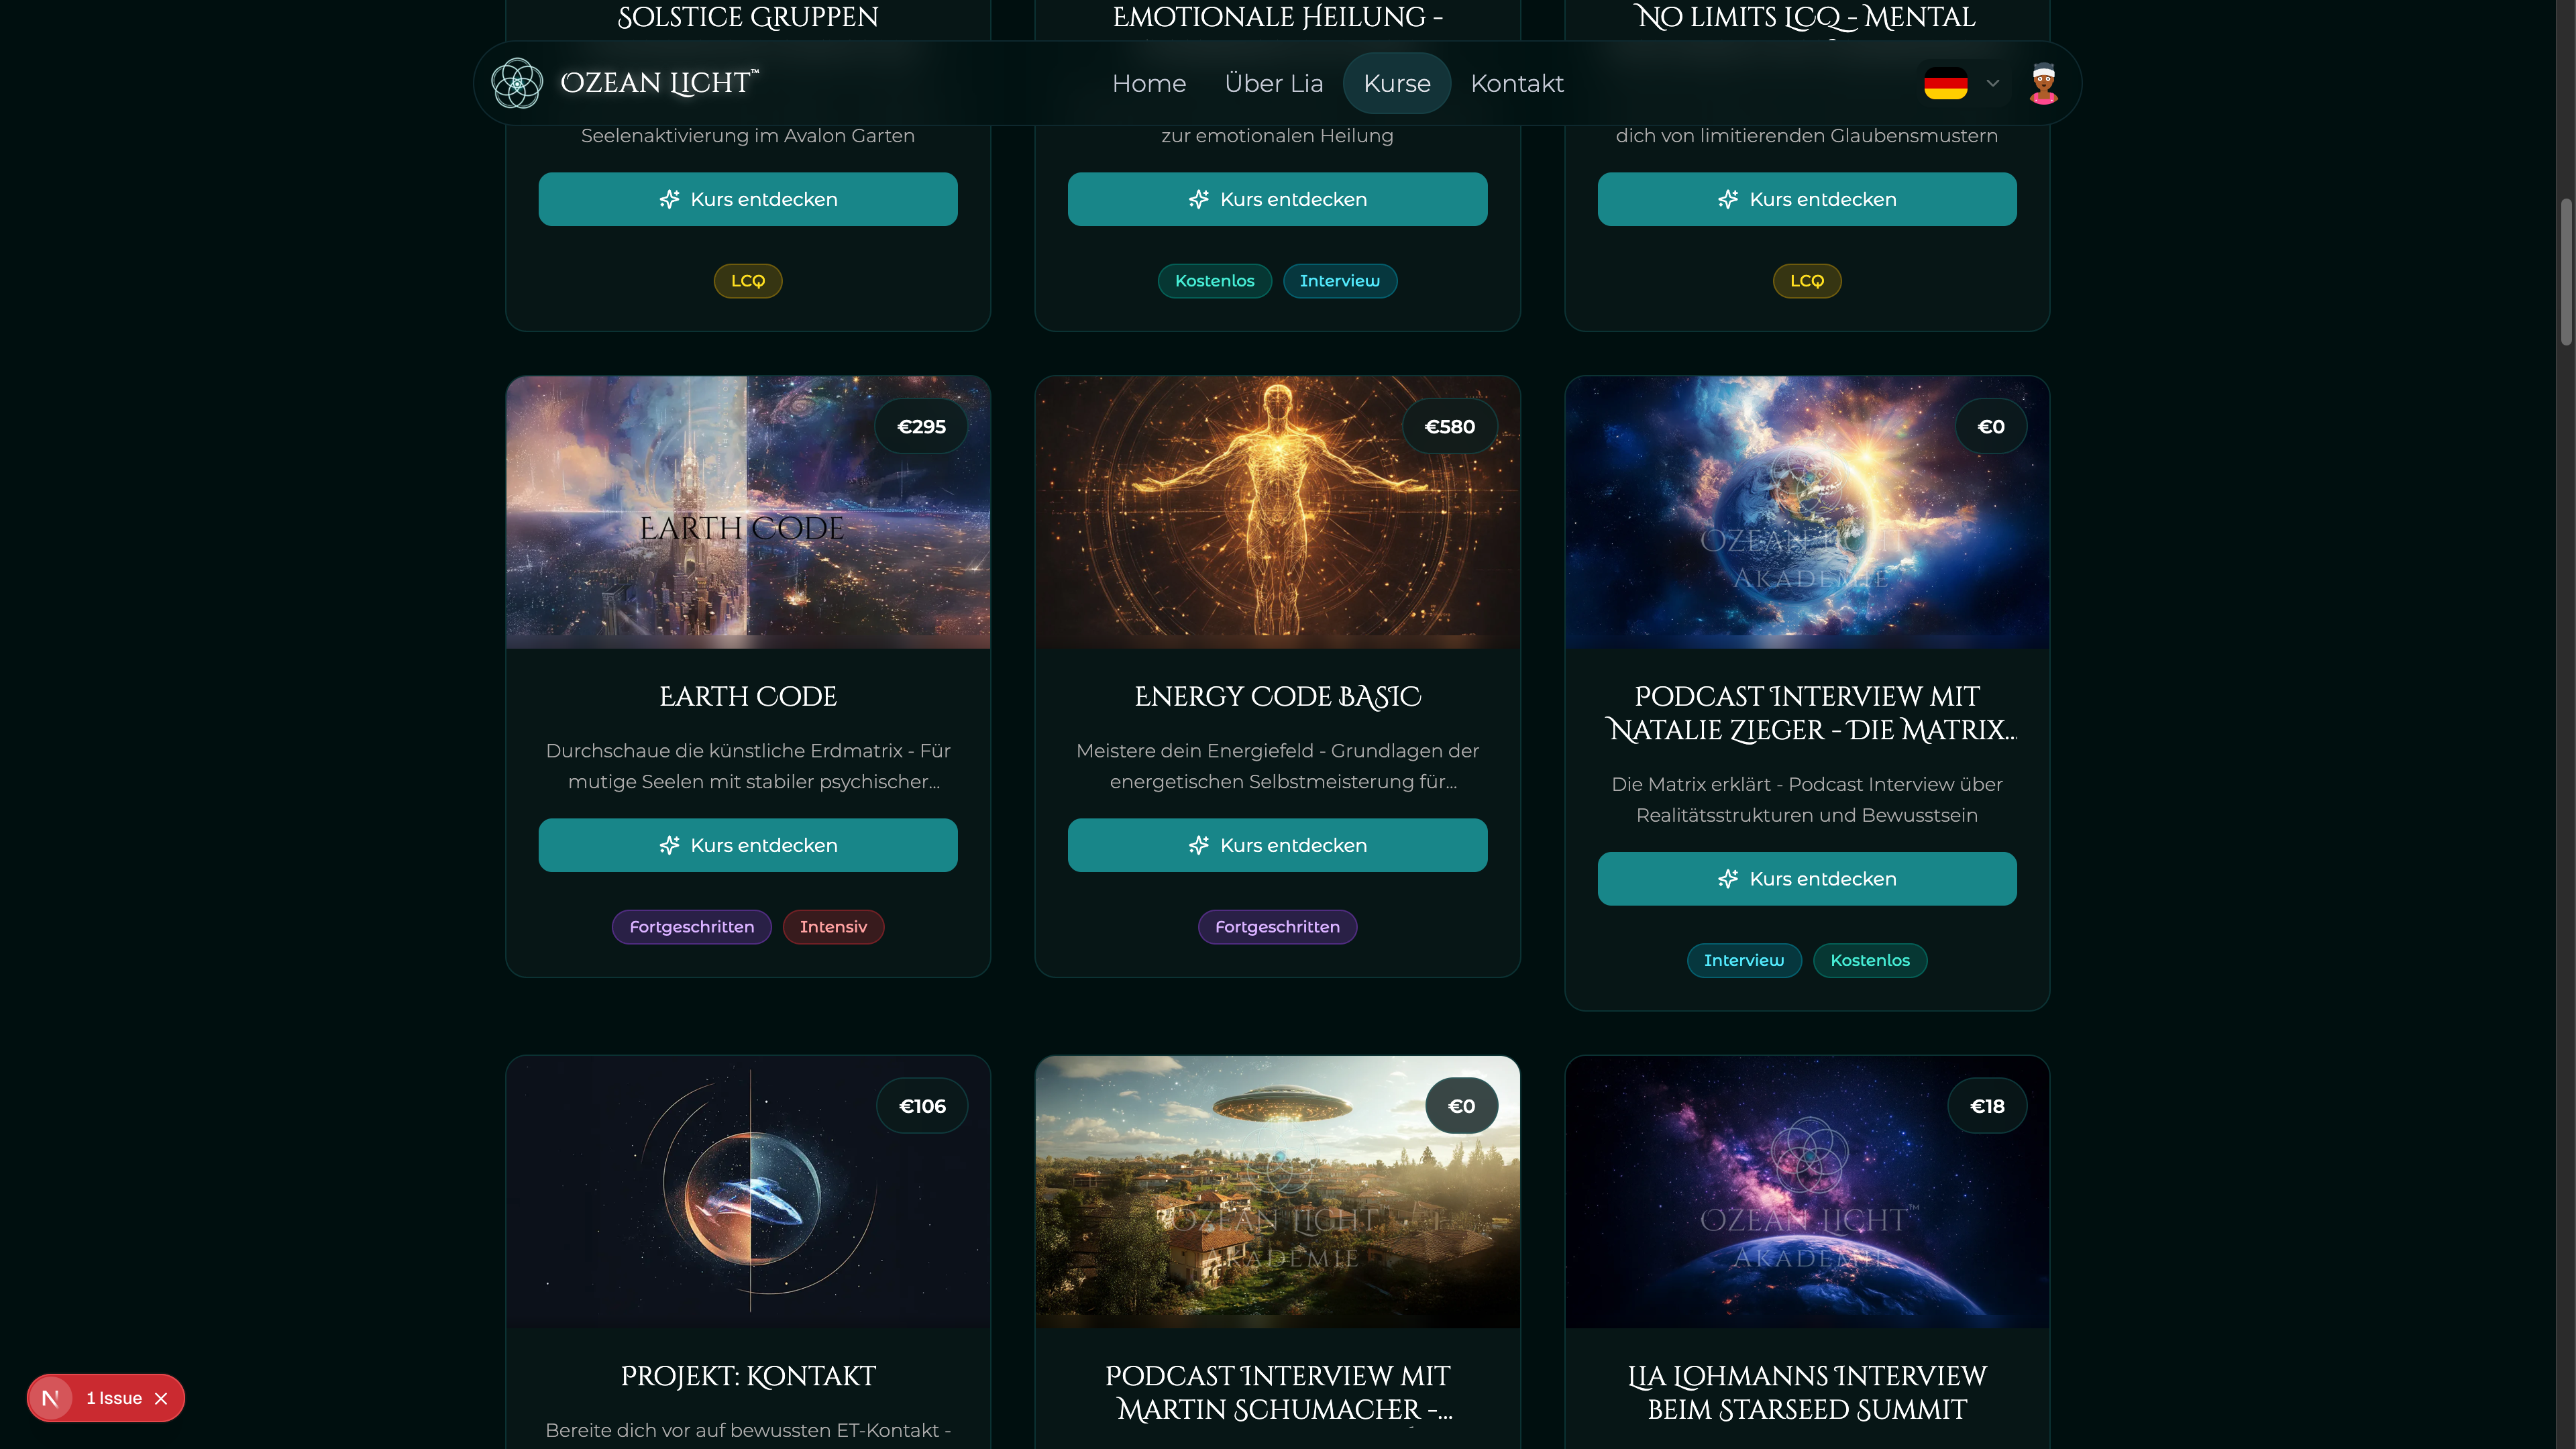 SOLSTICE GRUPPEN
EMOTIONALE HEILUNG -
NO LIMITS LCQ - MENTAL
OZEAN LICHT™
Home
Über Lia
Kurse
Kontakt
Seelenaktivierung im Avalon Garten
zur emotionalen Heilung
dich von limitierenden Glaubensmustern
Kurs entdecken
Kurs entdecken
Kurs entdecken
LCQ
Kostenlos
Interview
LCQ
€295
EARTH CODE
€580
€0
OZEAN LICHT
AKADEMIE
EARTH CODE
Durchschaue die künstliche Erdmatrix - Für
mutige Seelen mit stabiler psychischer...
Kurs entdecken
Fortgeschritten
Intensiv
ENERGY CODE BASIC
Meistere dein Energiefeld - Grundlagen der
energetischen Selbstmeisterung für...
Kurs entdecken
Fortgeschritten
PODCAST INTERVIEW MIT
NATALIE ZIEGER - DIE MATRIX...
Die Matrix erklärt - Podcast Interview über
Realitätsstrukturen und Bewusstsein
Kurs entdecken
Interview
Kostenlos
€106
€0
OZEAN LICHT
AKADEMIE
€18
OZEAN LICHT™
AKADEMIE
PROJEKT: KONTAKT
Bereite dich vor auf bewussten ET-Kontakt -
PODCAST INTERVIEW MIT
MARTIN SCHUMACHER -...
LIA LOHMANNS INTERVIEW
BEIM STARSEED SUMMIT
N
1 Issue